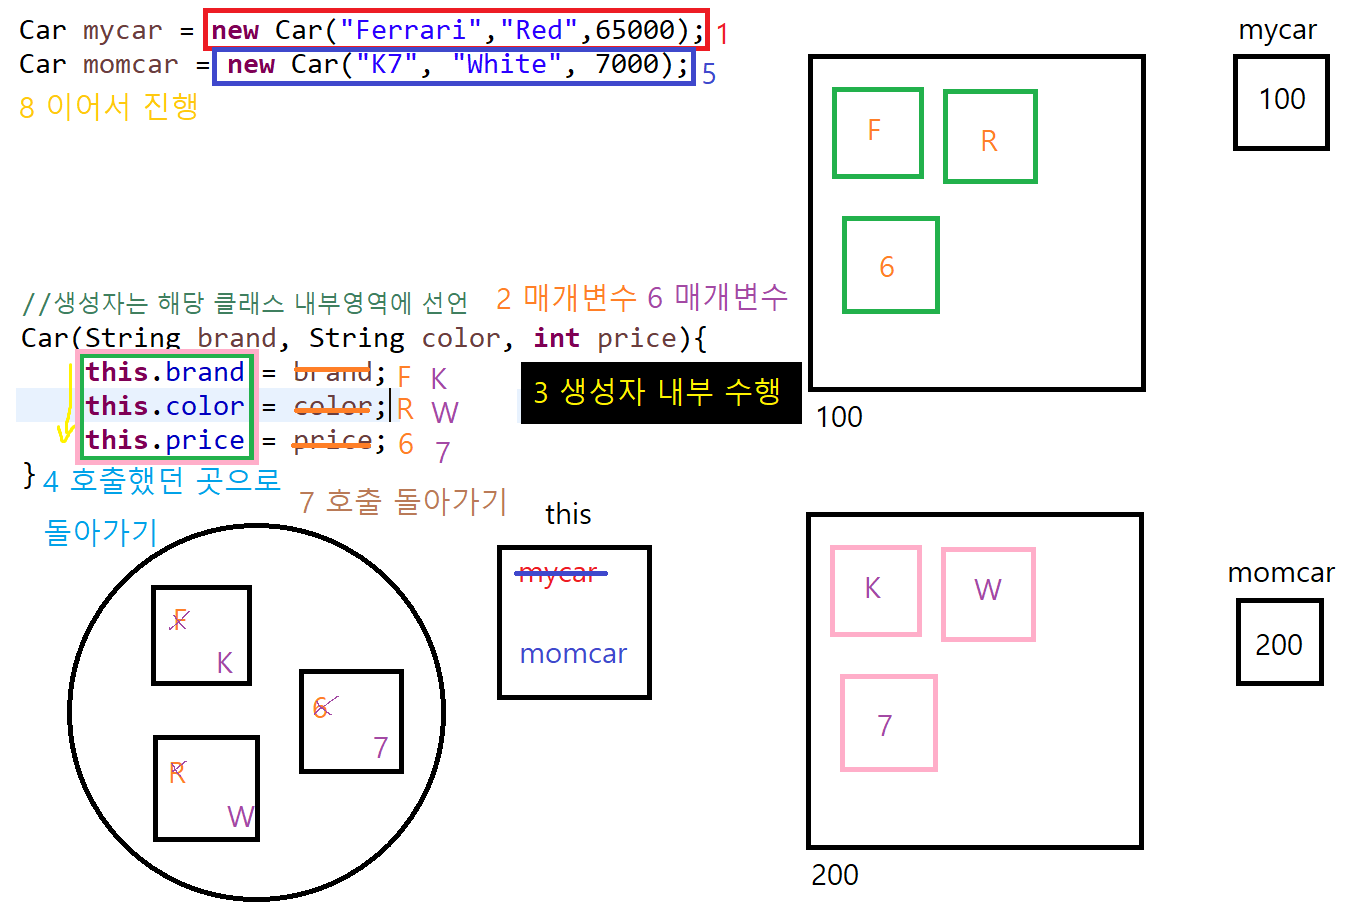 Car mycar = new Car("Ferrari","Red",65000); 1
Car momcar = new Car("K7", "White", 7000); 5
8 이어서 진행
//생성자는 해당 클래스 내부영역에 선언 2 매개변수 6 매개변수
Car(String brand, String color, int price){
this.brand = brand; F K
this.color = color; R W
this.price = price; 6 7
}
3 생성자 내부 수행
4 호출했던 곳으로
돌아가기
7 호출 돌아가기
F
K
6
7
R
W
this
mycar
momcar
F
R
6
100
mycar
100
K
W
7
200
momcar
200